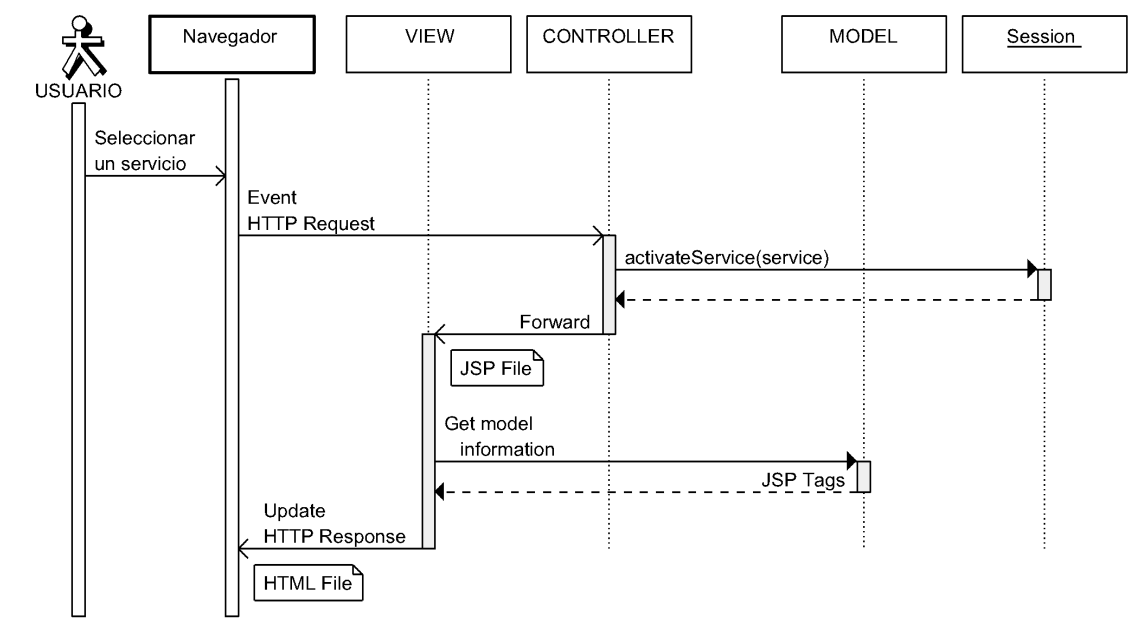 Navegador
VIEW
CONTROLLER
MODEL
Session
USUARIO
Seleccionar
un servicio
Event
HTTP Request
activateService(service)
Forward
JSP File
Get model
information
JSP Tags
Update
HTTP Response
HTML File